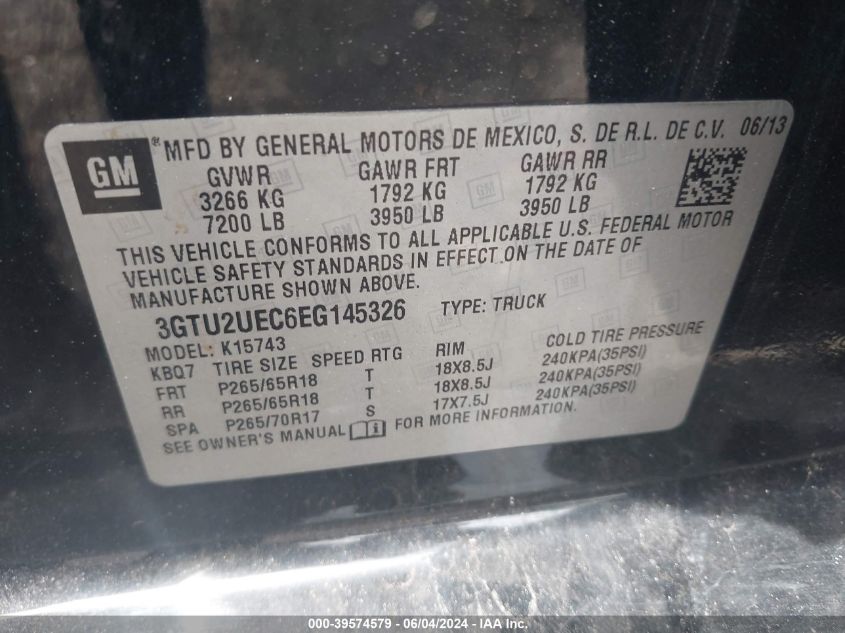 GM ® MFD BY GENERAL MOTORS DE MEXICO, S. DE R.L. DE C.V. 06/13
GVWR GAWR FRT GAWR RR
3266 KG 1792 KG 1792 KG
7200 LB 3950 LB 3950 LB
THIS VEHICLE CONFORMS TO ALL APPLICABLE U.S. FEDERAL MOTOR
VEHICLE SAFETY STANDARDS IN EFFECT ON THE DATE OF
MANUFACTURE SHOWN ABOVE.
3GTU2UEC6EG145326 TYPE: TRUCK
MODEL: K15743
KBQ7 TIRE SIZE SPEED RTG RIM COLD TIRE PRESSURE
FRT P265/65R18 T 18X8.5J 240KPA(35PSI)
RR P265/65R18 T 18X8.5J 240KPA(35PSI)
SPA P265/70R17 S 17X7.5J 240KPA(35PSI)
SEE OWNER'S MANUAL FOR MORE INFORMATION.
000-39574579 - 06/04/2024 - IAA Inc.